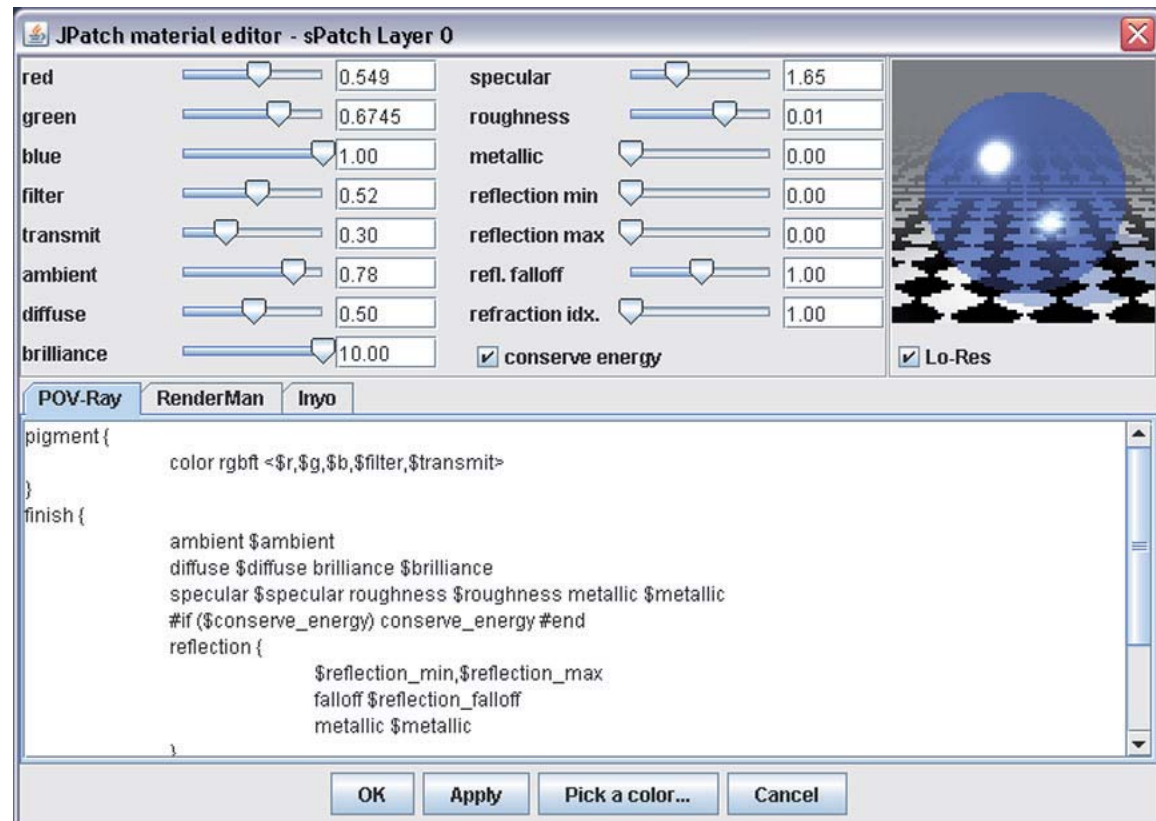 JPatch material editor - sPatch Layer 0
red 0.549 specular 1.65
green 0.6745 roughness 0.01
blue 1.00 metallic 0.00
filter 0.52 reflection min 0.00
transmit 0.30 reflection max 0.00
ambient 0.78 refl. falloff 1.00
diffuse 0.50 refraction idx. 1.00
brilliance 10.00 conserve energy Lo-Res
POV-Ray RenderMan Inyo
pigment {
color rgbft <$r,$g,$b,$filter,$transmit>
}
finish {
ambient $ambient
diffuse $diffuse brilliance $brilliance
specular $specular roughness $roughness metallic $metallic
#if ($conserve_energy) conserve_energy #end
reflection {
$reflection_min,$reflection_max
falloff $reflection_falloff
metallic $metallic
}
OK Apply Pick a color... Cancel